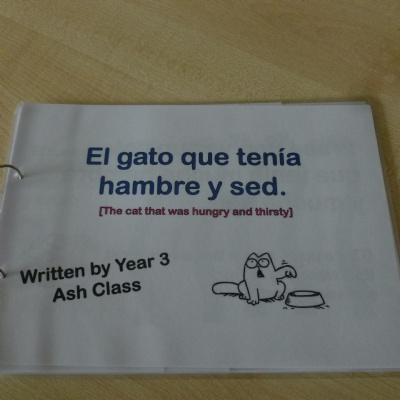 El gato que tenía
hambre y sed.
[The cat that was hungry and thirsty]
Written by Year 3
Ash Class